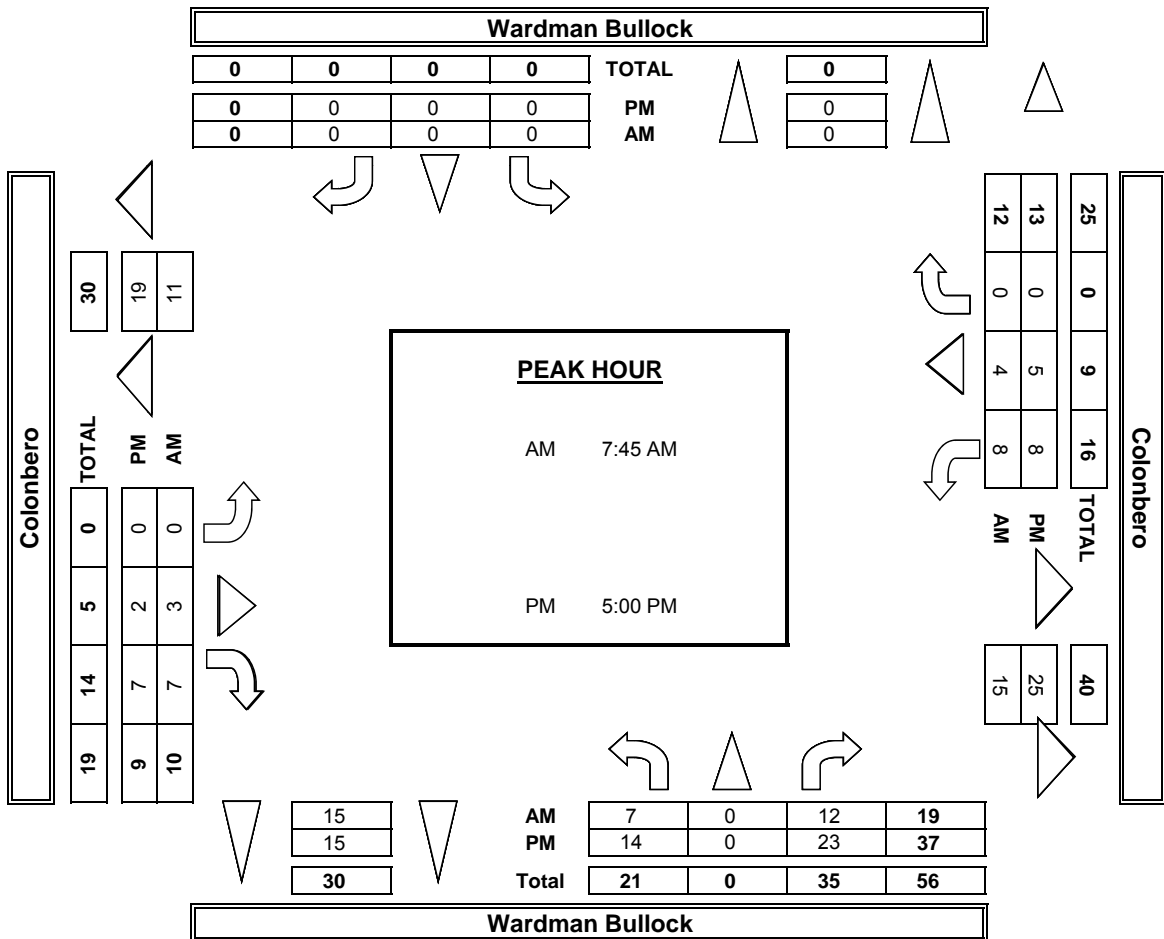 Wardman Bullock
0 0 0 0 TOTAL 0
0 0 0 0 PM 0
0 0 0 0 AM 0
Colonbero
30 19 11
TOTAL PM AM
0 0 0
5 2 3
14 7 7
19 9 10
PEAK HOUR
AM 7:45 AM
PM 5:00 PM
12 13 25
0 0 0
4 5 9
8 8 16
AM PM TOTAL
15 25 40
Colonbero
15 AM 7 0 12 19
15 PM 14 0 23 37
30 Total 21 0 35 56
Wardman Bullock